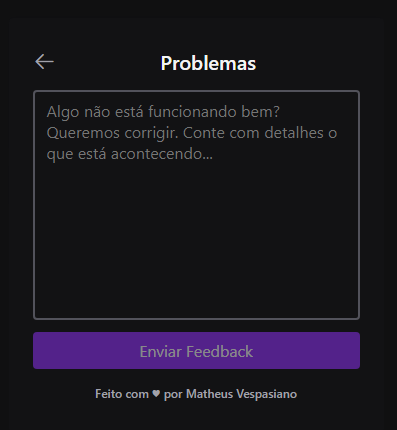 Problemas
Algo não está funcionando bem?
Queremos corrigir. Conte com detalhes o
que está acontecendo...
Enviar Feedback
Feito com ♥ por Matheus Vespasiano